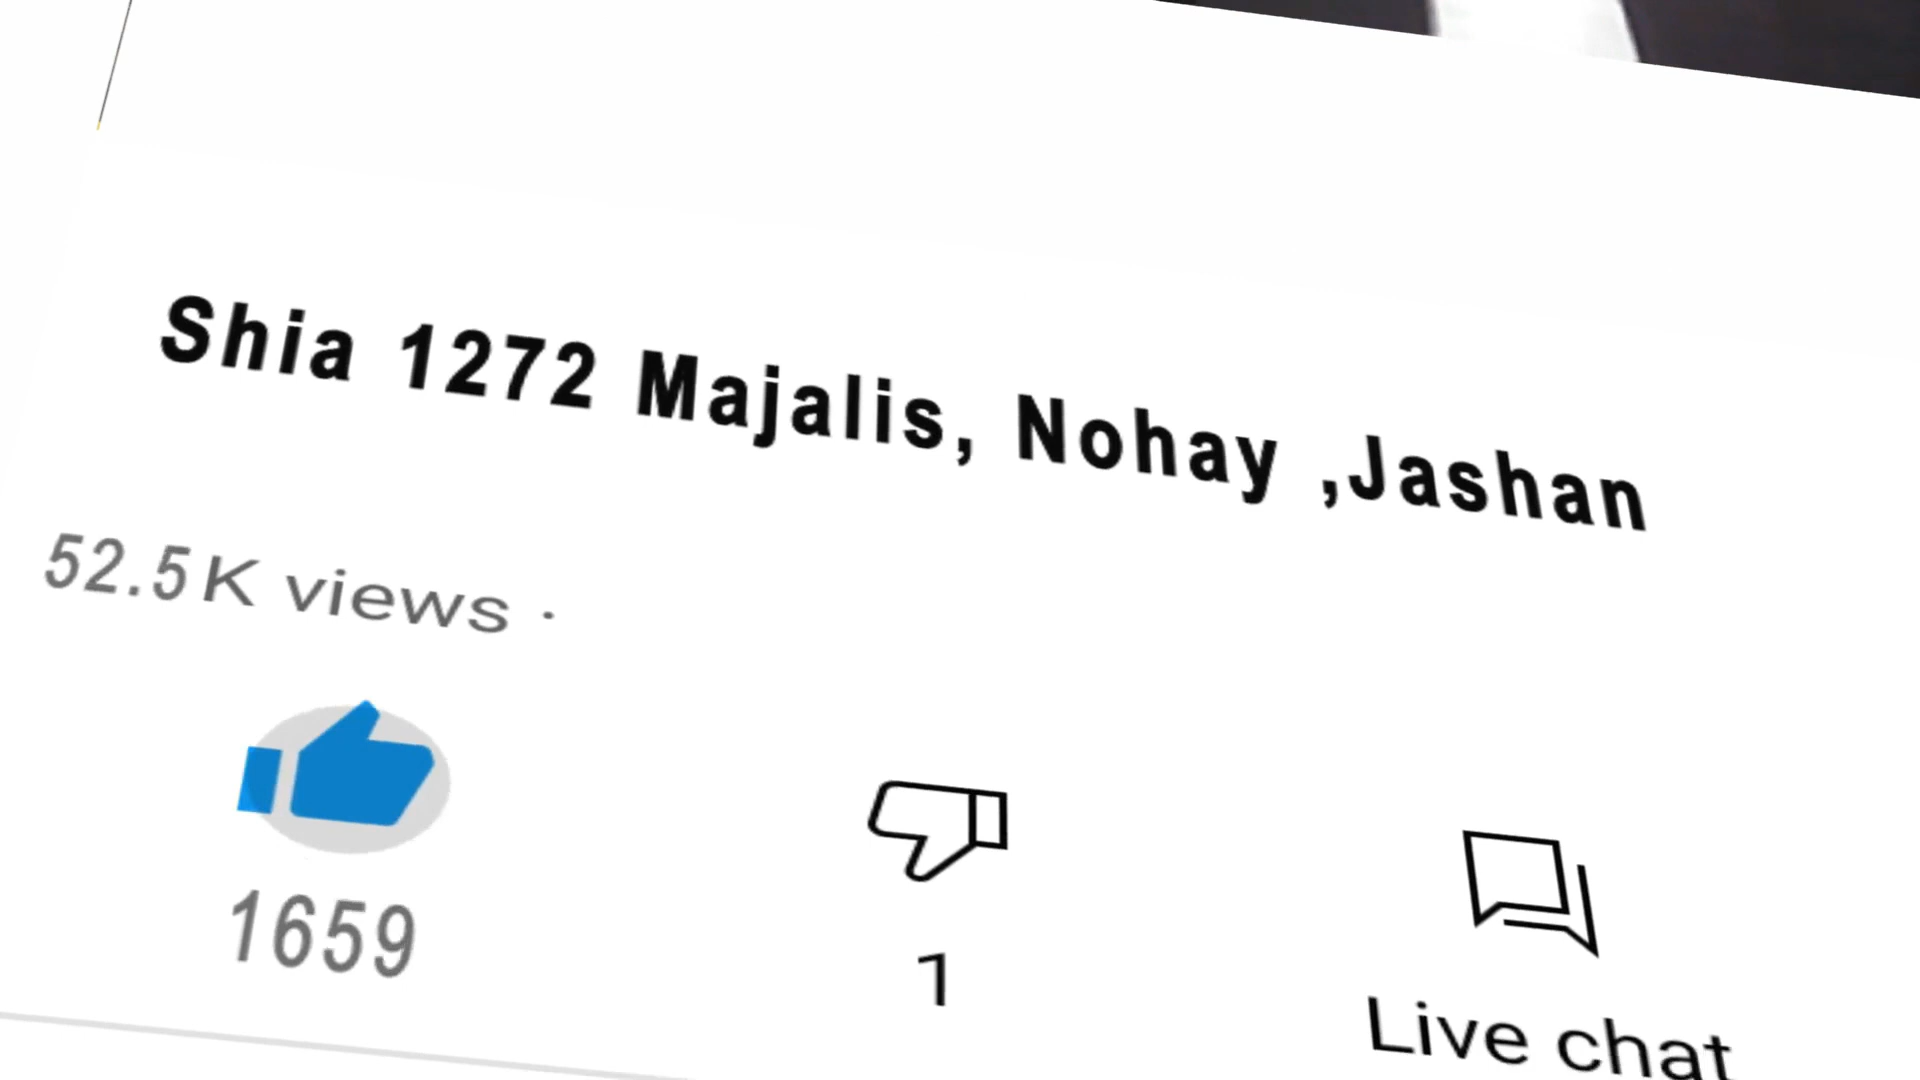 Shia 1272 Majalis, Nohay ,Jashan
52.5K views ·
1659
1
Live chat